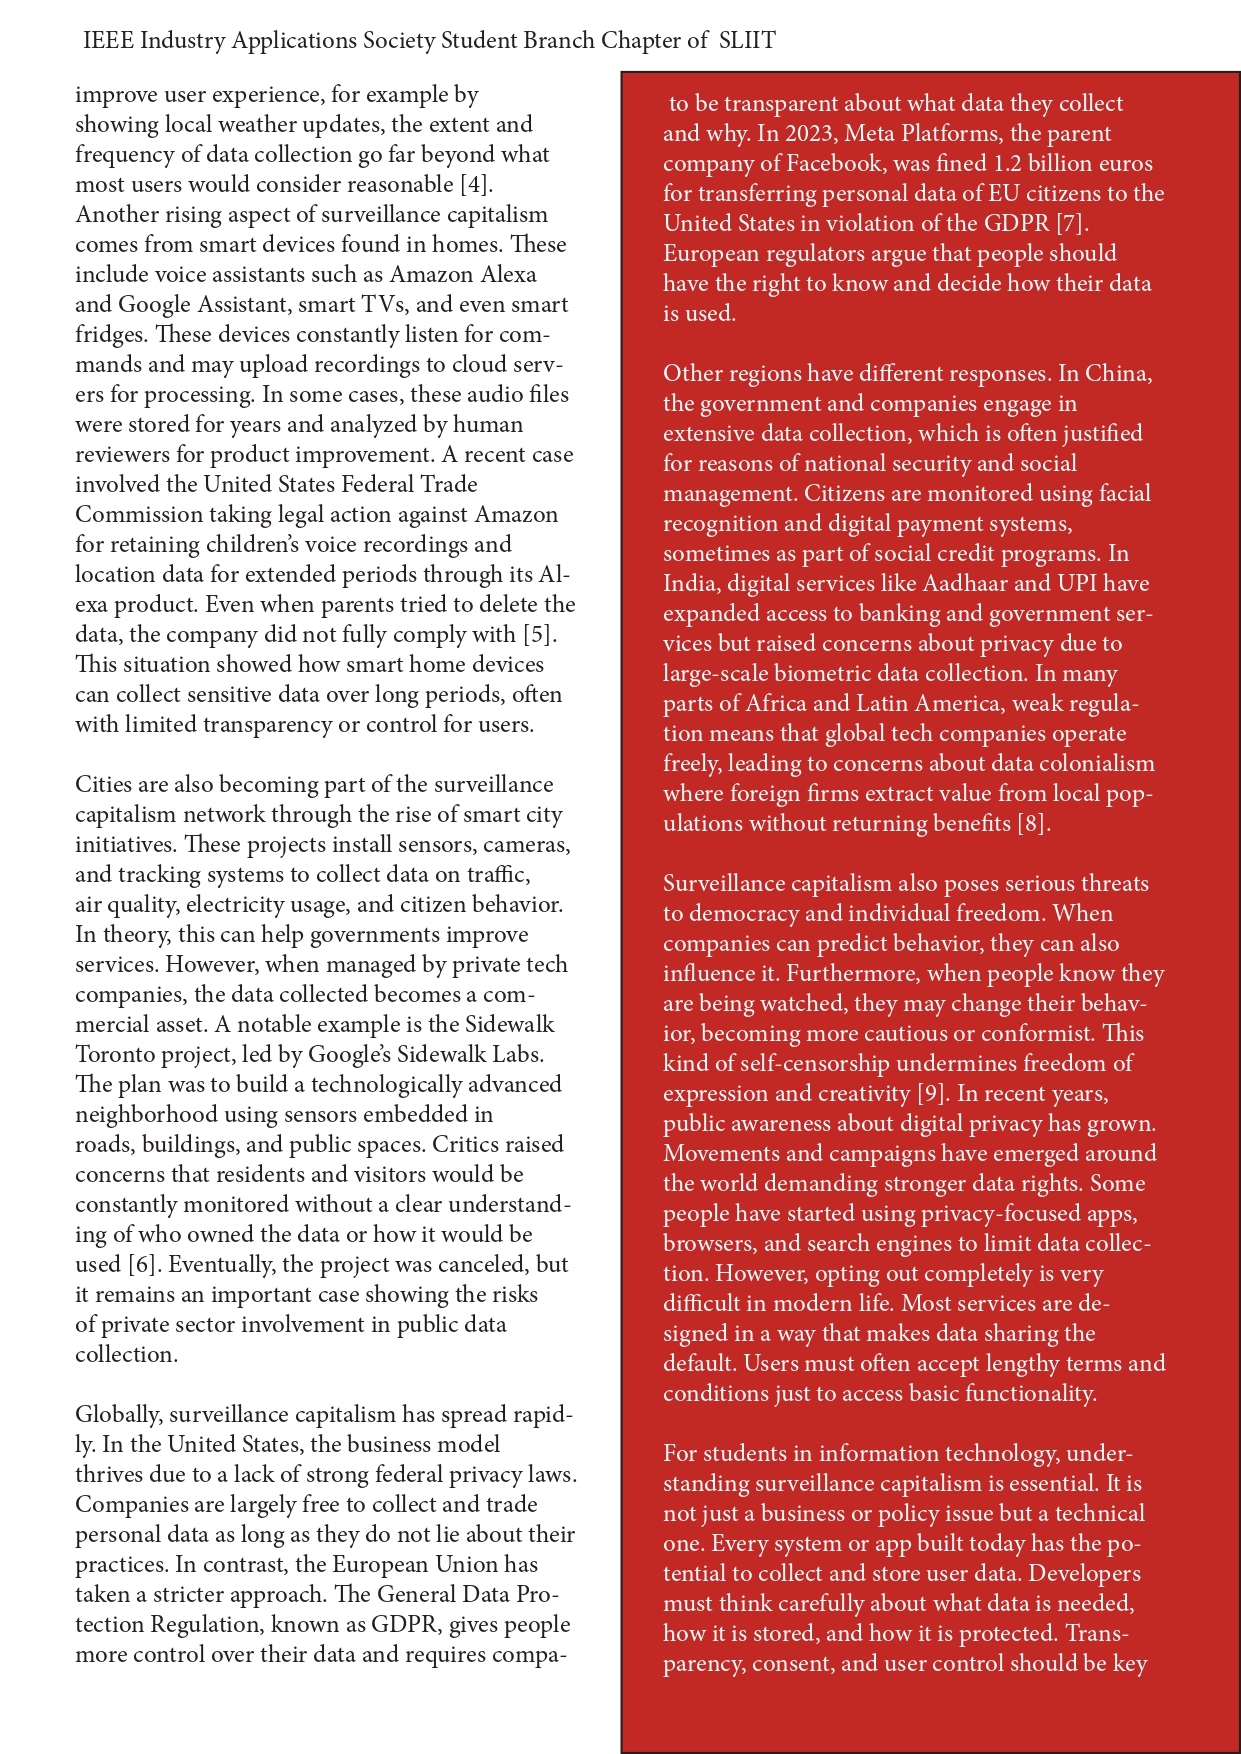 IEEE Industry Applications Society Student Branch Chapter of SLIIT
improve user experience, for example by
showing local weather updates, the extent and
frequency of data collection go far beyond what
most users would consider reasonable [4].
Another rising aspect of surveillance capitalism
comes from smart devices found in homes. These
include voice assistants such as Amazon Alexa
and Google Assistant, smart TVs, and even smart
fridges. These devices constantly listen for com-
mands and may upload recordings to cloud serv-
ers for processing. In some cases, these audio files
were stored for years and analyzed by human
reviewers for product improvement. A recent case
involved the United States Federal Trade
Commission taking legal action against Amazon
for retaining children’s voice recordings and
location data for extended periods through its Al-
exa product. Even when parents tried to delete the
data, the company did not fully comply with [5].
This situation showed how smart home devices
can collect sensitive data over long periods, often
with limited transparency or control for users.
Cities are also becoming part of the surveillance
capitalism network through the rise of smart city
initiatives. These projects install sensors, cameras,
and tracking systems to collect data on traffic,
air quality, electricity usage, and citizen behavior.
In theory, this can help governments improve
services. However, when managed by private tech
companies, the data collected becomes a com-
mercial asset. A notable example is the Sidewalk
Toronto project, led by Google’s Sidewalk Labs.
The plan was to build a technologically advanced
neighborhood using sensors embedded in
roads, buildings, and public spaces. Critics raised
concerns that residents and visitors would be
constantly monitored without a clear understand-
ing of who owned the data or how it would be
used [6]. Eventually, the project was canceled, but
it remains an important case showing the risks
of private sector involvement in public data
collection.
Globally, surveillance capitalism has spread rapid-
ly. In the United States, the business model
thrives due to a lack of strong federal privacy laws.
Companies are largely free to collect and trade
personal data as long as they do not lie about their
practices. In contrast, the European Union has
taken a stricter approach. The General Data Pro-
tection Regulation, known as GDPR, gives people
more control over their data and requires compa-
to be transparent about what data they collect
and why. In 2023, Meta Platforms, the parent
company of Facebook, was fined 1.2 billion euros
for transferring personal data of EU citizens to the
United States in violation of the GDPR [7].
European regulators argue that people should
have the right to know and decide how their data
is used.
Other regions have different responses. In China,
the government and companies engage in
extensive data collection, which is often justified
for reasons of national security and social
management. Citizens are monitored using facial
recognition and digital payment systems,
sometimes as part of social credit programs. In
India, digital services like Aadhaar and UPI have
expanded access to banking and government ser-
vices but raised concerns about privacy due to
large-scale biometric data collection. In many
parts of Africa and Latin America, weak regula-
tion means that global tech companies operate
freely, leading to concerns about data colonialism
where foreign firms extract value from local pop-
ulations without returning benefits [8].
Surveillance capitalism also poses serious threats
to democracy and individual freedom. When
companies can predict behavior, they can also
influence it. Furthermore, when people know they
are being watched, they may change their behav-
ior, becoming more cautious or conformist. This
kind of self-censorship undermines freedom of
expression and creativity [9]. In recent years,
public awareness about digital privacy has grown.
Movements and campaigns have emerged around
the world demanding stronger data rights. Some
people have started using privacy-focused apps,
browsers, and search engines to limit data collec-
tion. However, opting out completely is very
difficult in modern life. Most services are de-
signed in a way that makes data sharing the
default. Users must often accept lengthy terms and
conditions just to access basic functionality.
For students in information technology, under-
standing surveillance capitalism is essential. It is
not just a business or policy issue but a technical
one. Every system or app built today has the po-
tential to collect and store user data. Developers
must think carefully about what data is needed,
how it is stored, and how it is protected. Trans-
parency, consent, and user control should be key